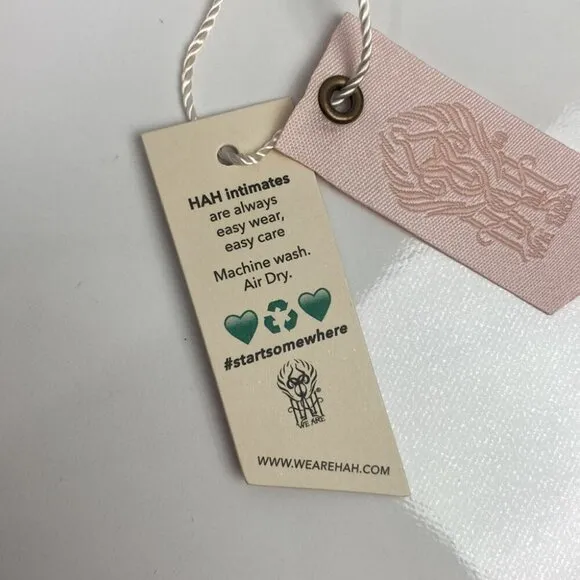 HAH intimates
are always
easy wear,
easy care
Machine wash.
Air Dry.
#startsomewhere
HAH
WE ARE
WWW.WEAREHAH.COM
HAH